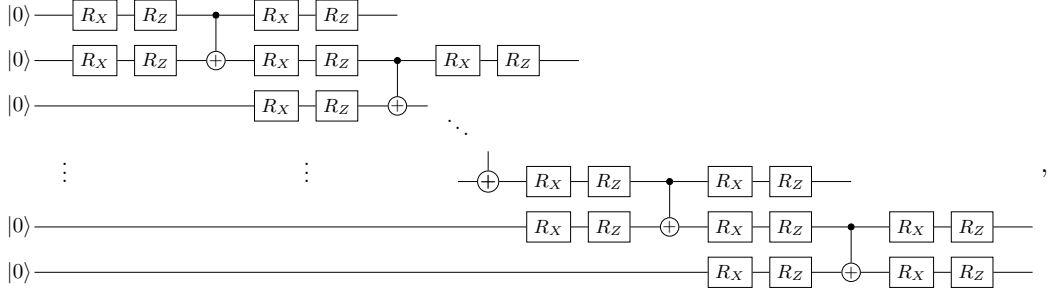 |0⟩ R_X R_Z R_X R_Z
|0⟩ R_X R_Z R_X R_Z R_X R_Z
|0⟩ R_X R_Z
⋱
⋮ ⋮ R_X R_Z R_X R_Z ,
|0⟩ R_X R_Z R_X R_Z R_X R_Z
|0⟩ R_X R_Z R_X R_Z